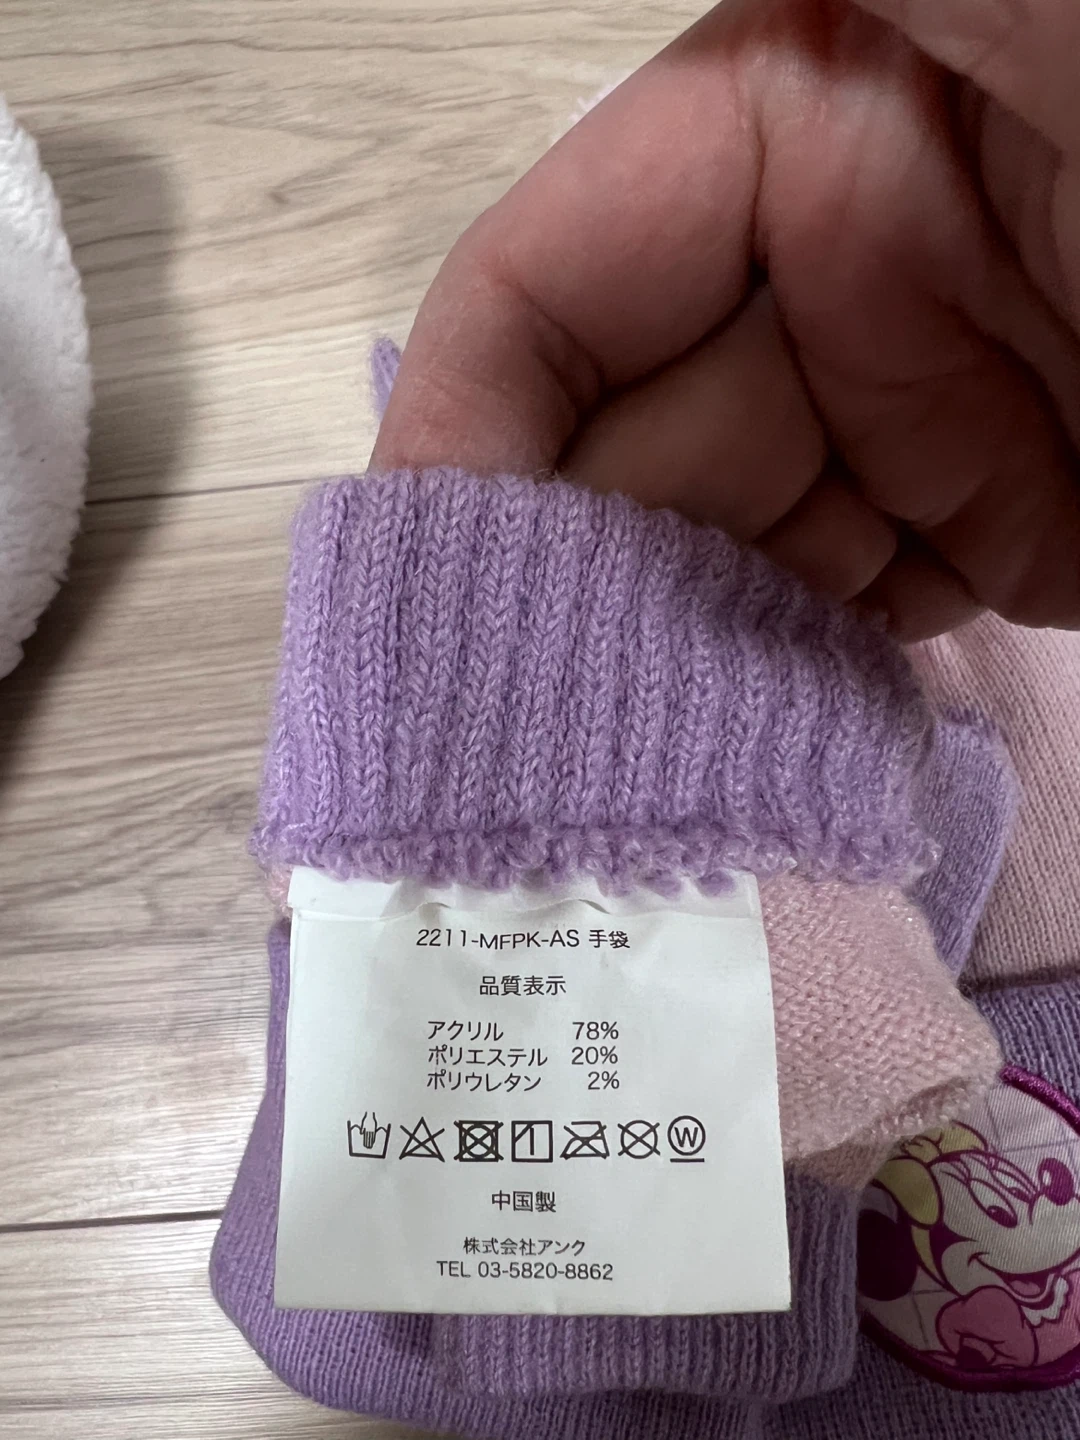 2211-MFPK-AS 手袋
品質表示
アクリル 78%
ポリエステル 20%
ポリウレタン 2%
W
中国製
株式会社アンク
TEL 03-5820-8862